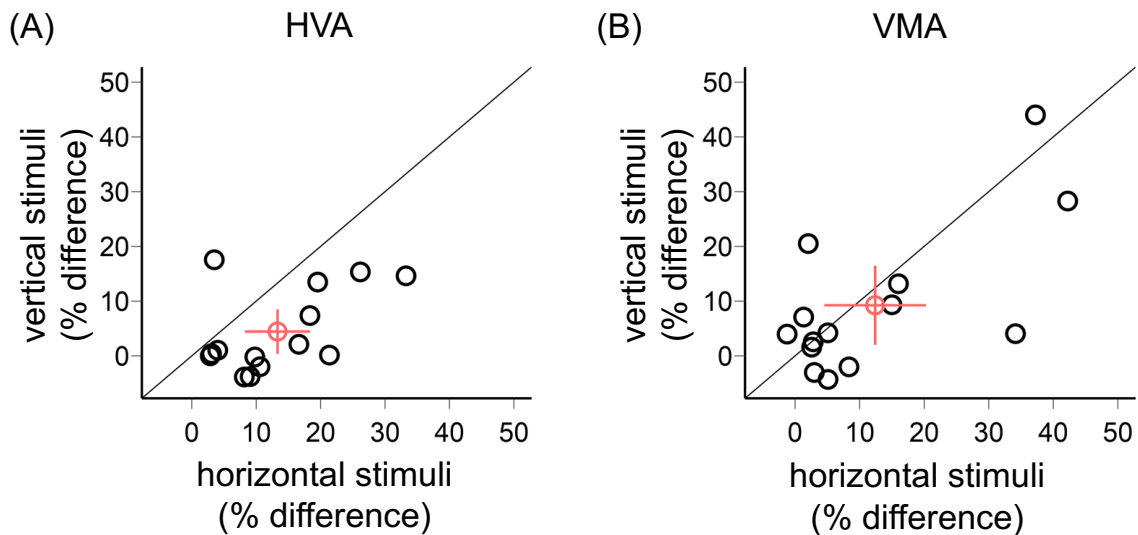 (A)
HVA
vertical stimuli
(% difference)
50
40
30
20
10
0
0 10 20 30 40 50
horizontal stimuli
(% difference)
(B)
VMA
vertical stimuli
(% difference)
50
40
30
20
10
0
0 10 20 30 40 50
horizontal stimuli
(% difference)